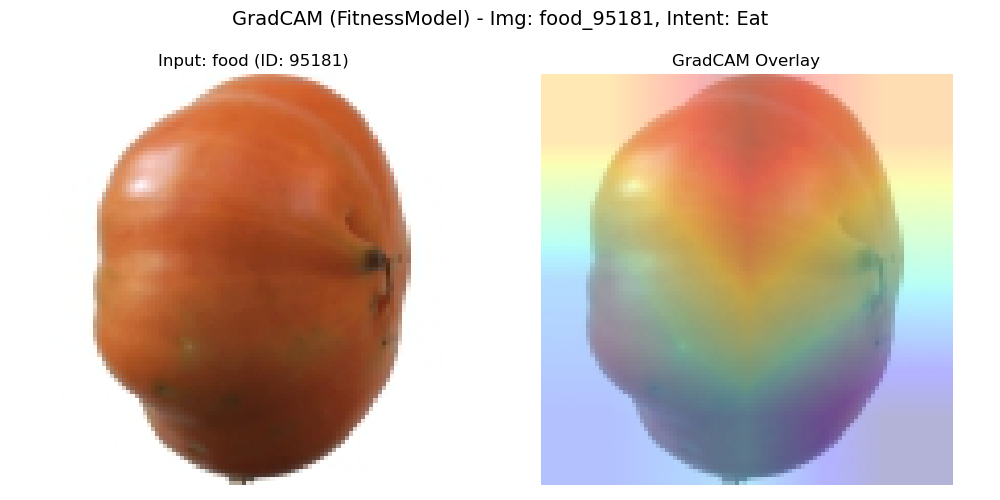 GradCAM (FitnessModel) - Img: food_95181, Intent: Eat
Input: food (ID: 95181)
GradCAM Overlay